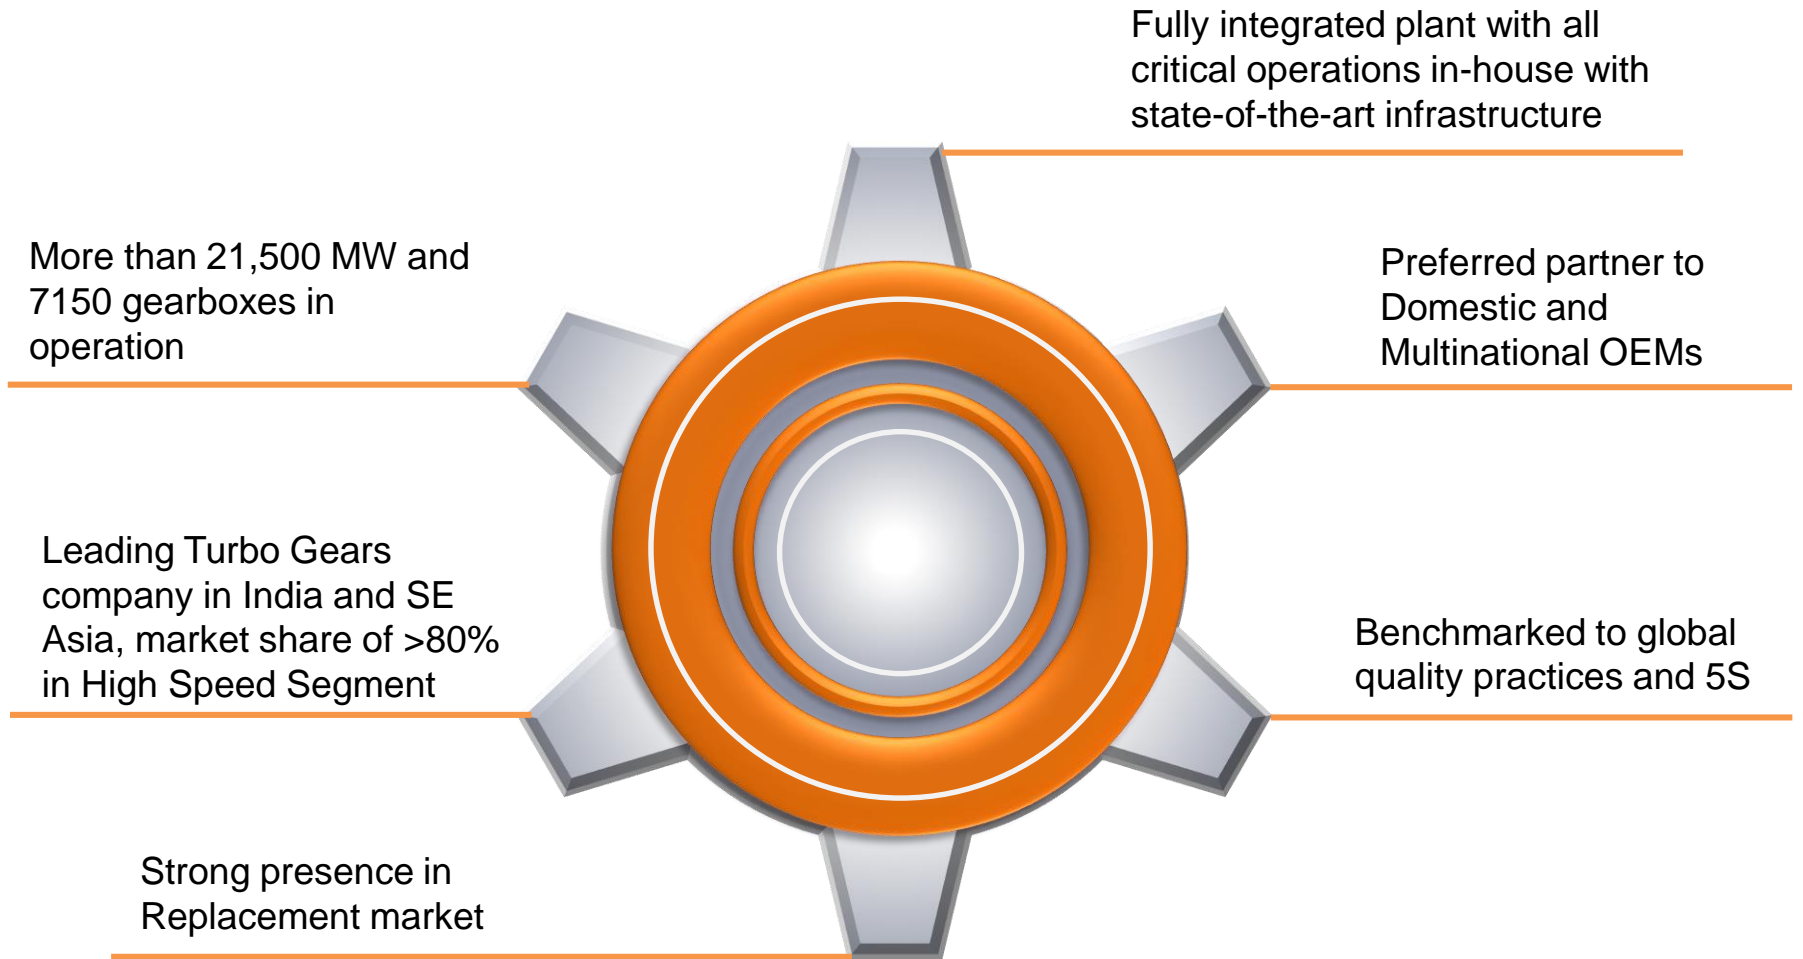 Fully integrated plant with all
critical operations in-house with
state-of-the-art infrastructure
More than 21,500 MW and
7150 gearboxes in
operation
Preferred partner to
Domestic and
Multinational OEMs
Leading Turbo Gears
company in India and SE
Asia, market share of >80%
in High Speed Segment
Benchmarked to global
quality practices and 5S
Strong presence in
Replacement market